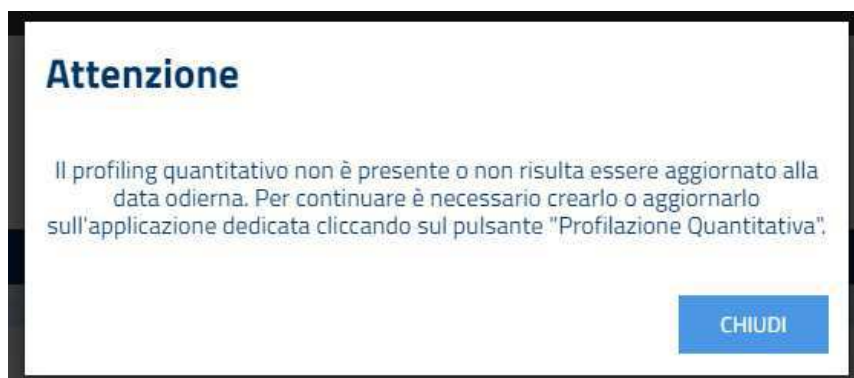 Attenzione
Il profiling quantitativo non è presente o non risulta essere aggiornato alla
data odierna. Per continuare è necessario crearlo o aggiornarlo
sull'applicazione dedicata cliccando sul pulsante "Profilazione Quantitativa".
CHIUDI